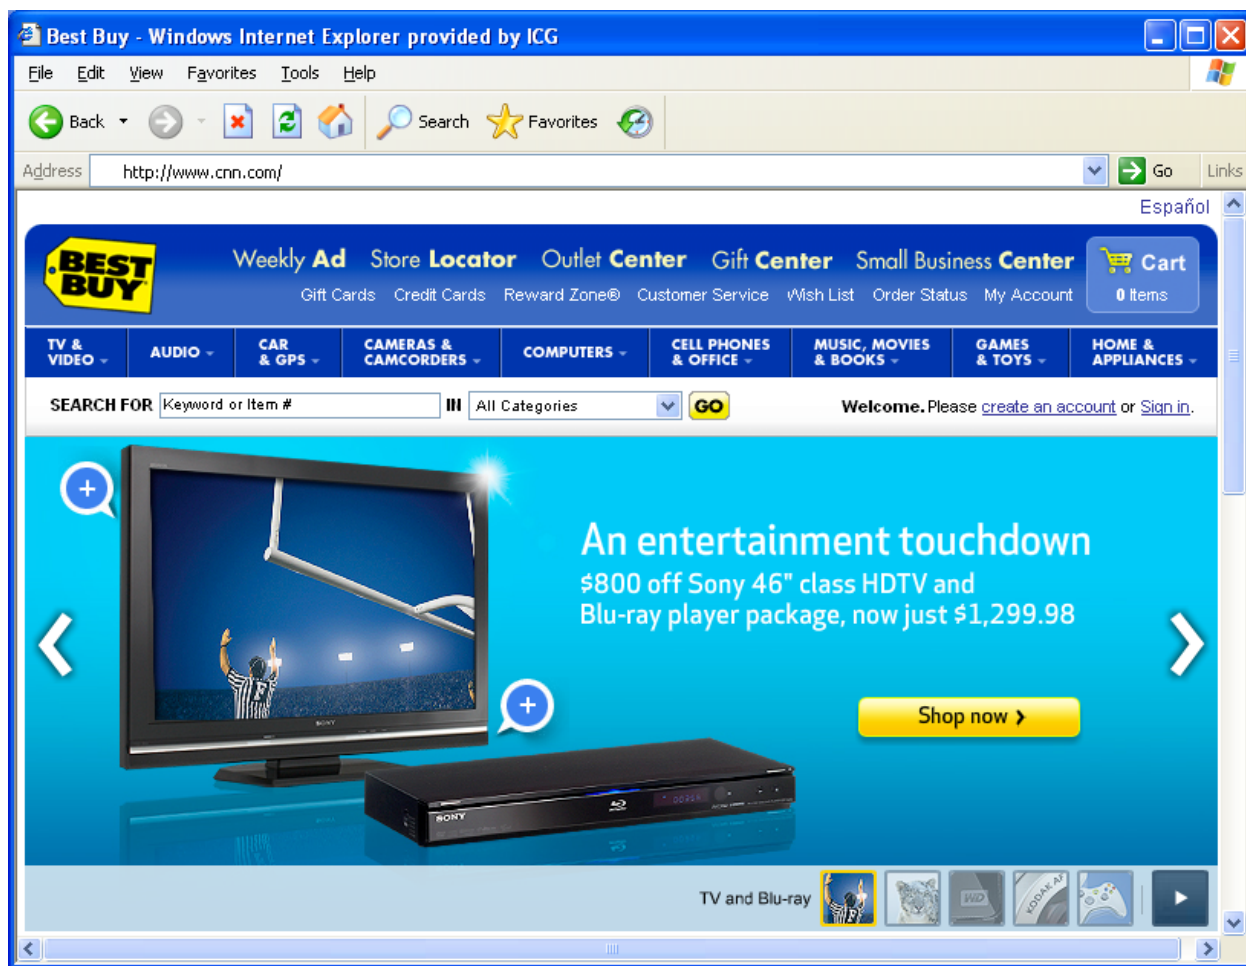 Best Buy - Windows Internet Explorer provided by ICG
File Edit View Favorites Tools Help
Back Search Favorites
Address http://www.cnn.com/ Go Links
Español
BEST BUY
Weekly Ad Store Locator Outlet Center Gift Center Small Business Center Cart
Gift Cards Credit Cards Reward Zone® Customer Service Wish List Order Status My Account 0 Items
TV & VIDEO AUDIO CAR & GPS CAMERAS & CAMCORDERS COMPUTERS CELL PHONES & OFFICE MUSIC, MOVIES & BOOKS GAMES & TOYS HOME & APPLIANCES
SEARCH FOR Keyword or Item # IN All Categories GO Welcome. Please create an account or Sign in.
An entertainment touchdown
$800 off Sony 46" class HDTV and
Blu-ray player package, now just $1,299.98
F
SONY
Shop now
SONY
TV and Blu-ray
WD
KODAK AF